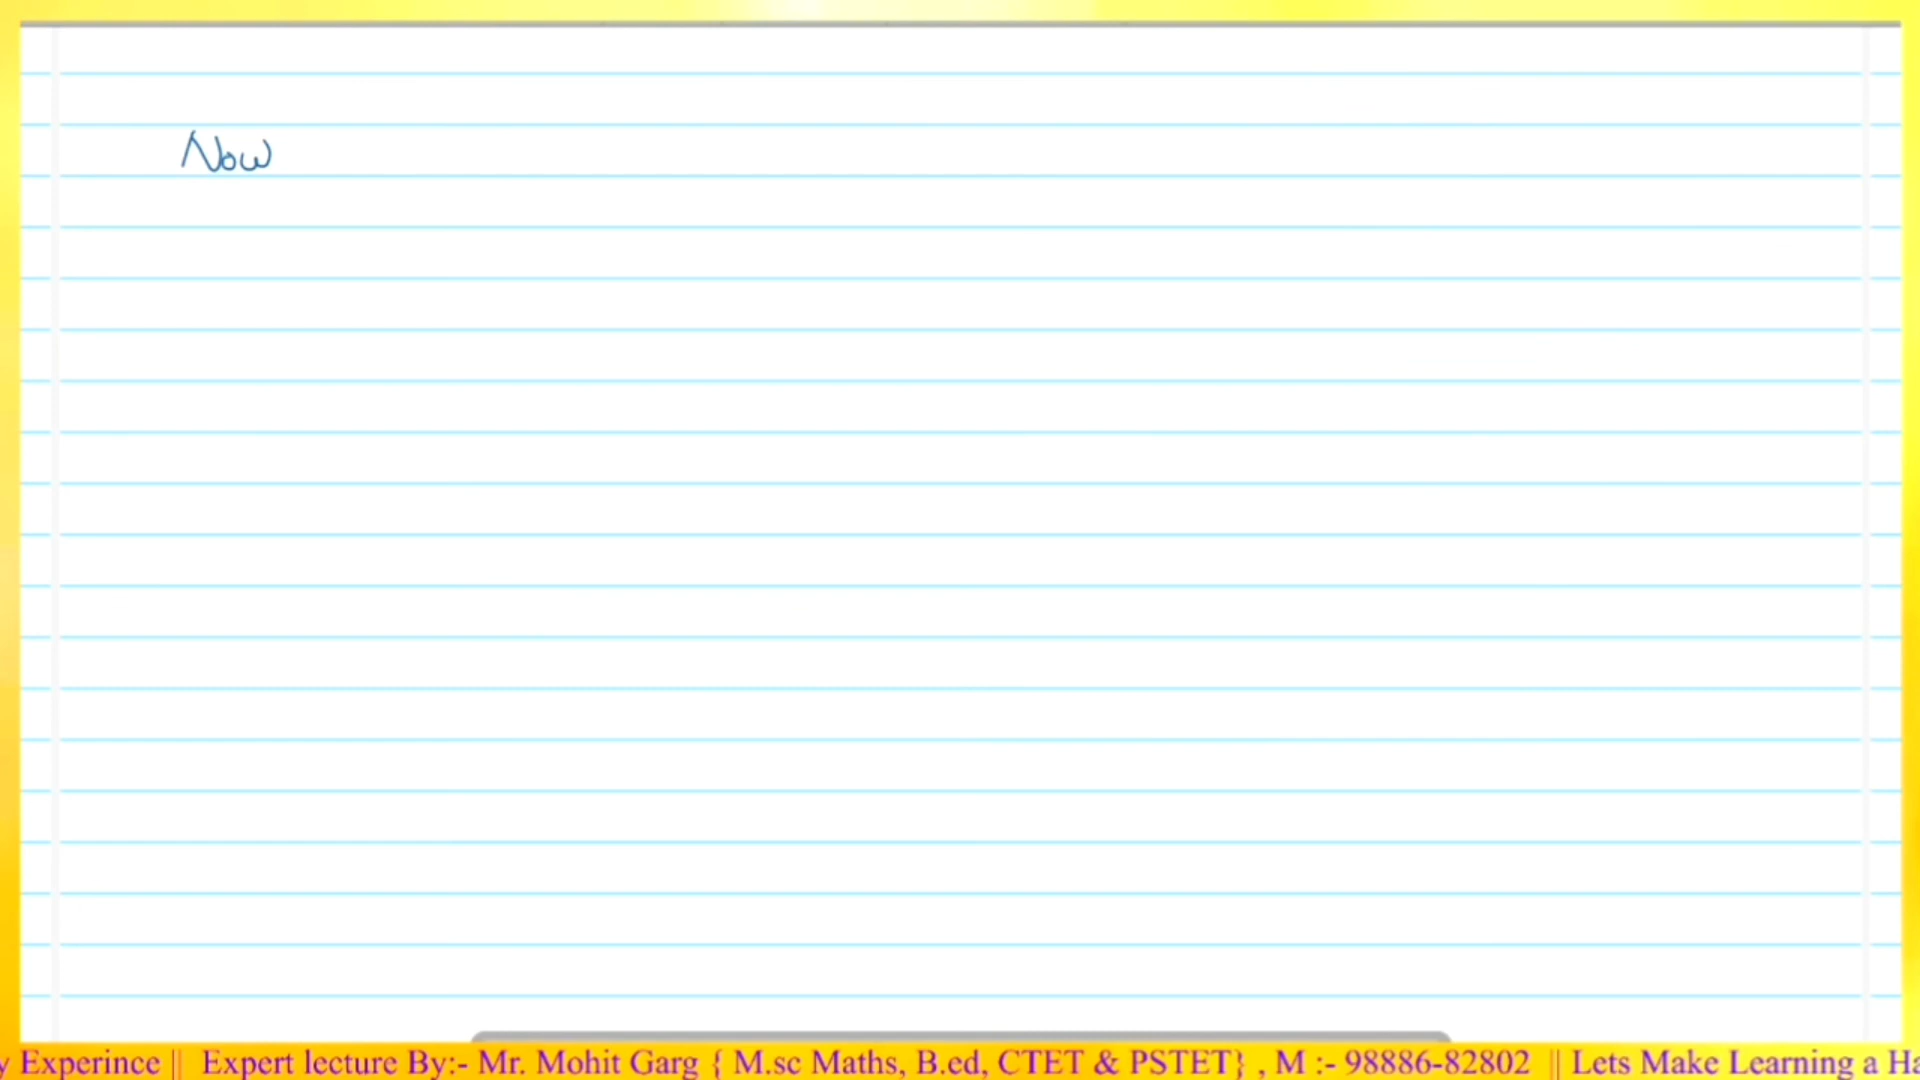 Now
y Experince || Expert lecture By:- Mr. Mohit Garg { M.sc Maths, B.ed, CTET & PSTET} , M :- 98886-82802 || Lets Make Learning a Ha